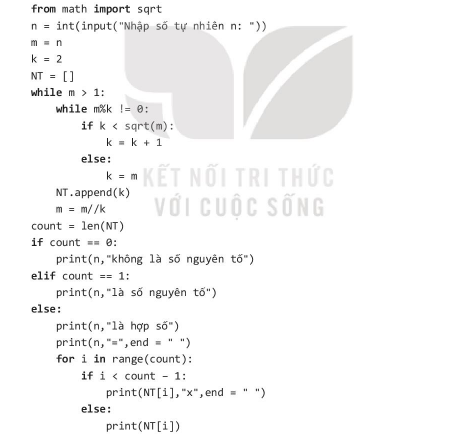 from math import sqrt
n = int(input("Nhập số tự nhiên n: "))
m = n
k = 2
NT = []
while m > 1:
    while m%k != 0:
        if k < sqrt(m):
            k = k + 1
        else:
            k = m
    NT.append(k)
    m = m//k
count = len(NT)
if count == 0:
    print(n,"không là số nguyên tố")
elif count == 1:
    print(n,"là số nguyên tố")
else:
    print(n,"là hợp số")
    print(n,"=",end = " ")
    for i in range(count):
        if i < count – 1:
            print(NT[i],"x",end = " ")
        else:
            print(NT[i])
KẾT NỐI TRI THỨC
VỚI CUỘC SỐNG